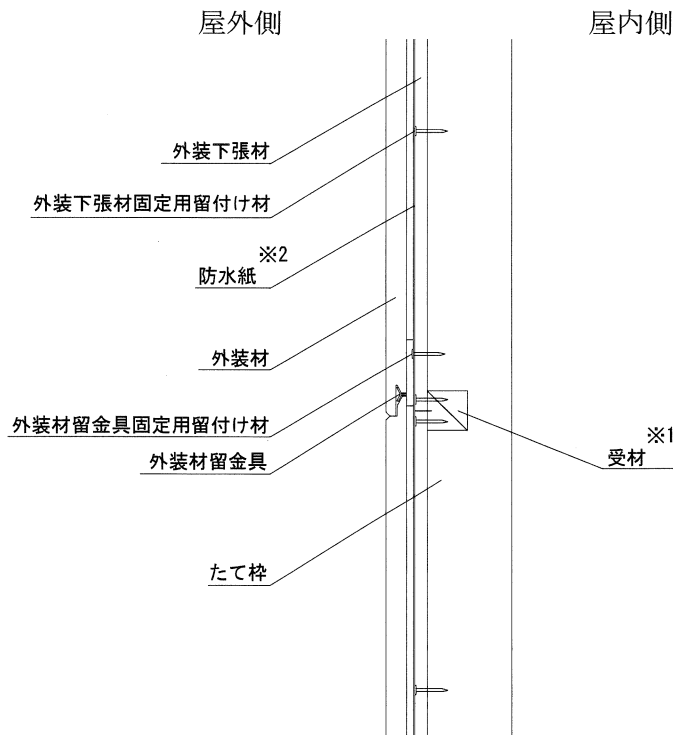 屋外側
屋内側
外装下張材
外装下張材固定用留付け材
※2
防水紙
外装材
外装材留金具固定用留付け材
外装材留金具
※1
受材
たて枠